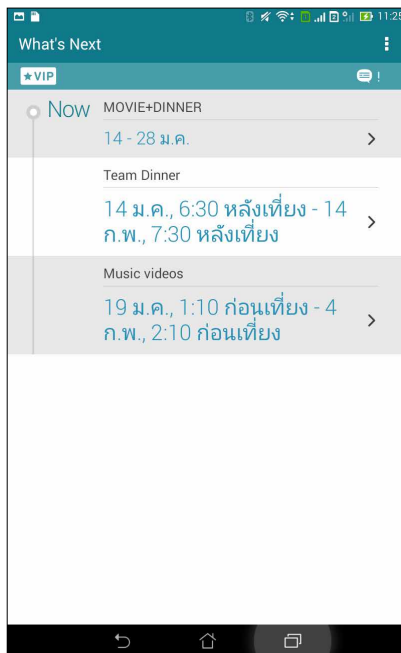 11:25
What's Next
★VIP
!
Now
MOVIE+DINNER
14 - 28 ม.ค.
Team Dinner
14 ม.ค., 6:30 หลังเที่ยง - 14
ก.พ., 7:30 หลังเที่ยง
Music videos
19 ม.ค., 1:10 ก่อนเที่ยง - 4
ก.พ., 2:10 ก่อนเที่ยง